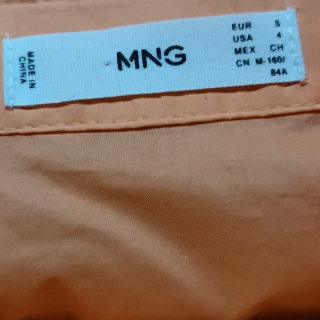 MADE IN
CHINA
MNG
EUR S
USA 4
MEX CH
CN M-160/
84A